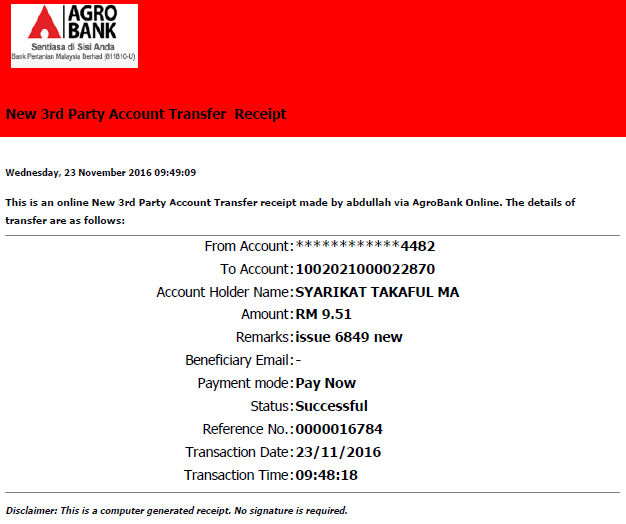 AGRO
BANK
Sentiasa di Sisi Anda
Bank Pertanian Malaysia Berhad (811810-U)
New 3rd Party Account Transfer Receipt
Wednesday, 23 November 2016 09:49:09
This is an online New 3rd Party Account Transfer receipt made by abdullah via AgroBank Online. The details of
transfer are as follows:
From Account:************4482
To Account:1002021000022870
Account Holder Name:SYARIKAT TAKAFUL MA
Amount:RM 9.51
Remarks:issue 6849 new
Beneficiary Email:-
Payment mode:Pay Now
Status:Successful
Reference No.:0000016784
Transaction Date:23/11/2016
Transaction Time:09:48:18
Disclaimer: This is a computer generated receipt. No signature is required.